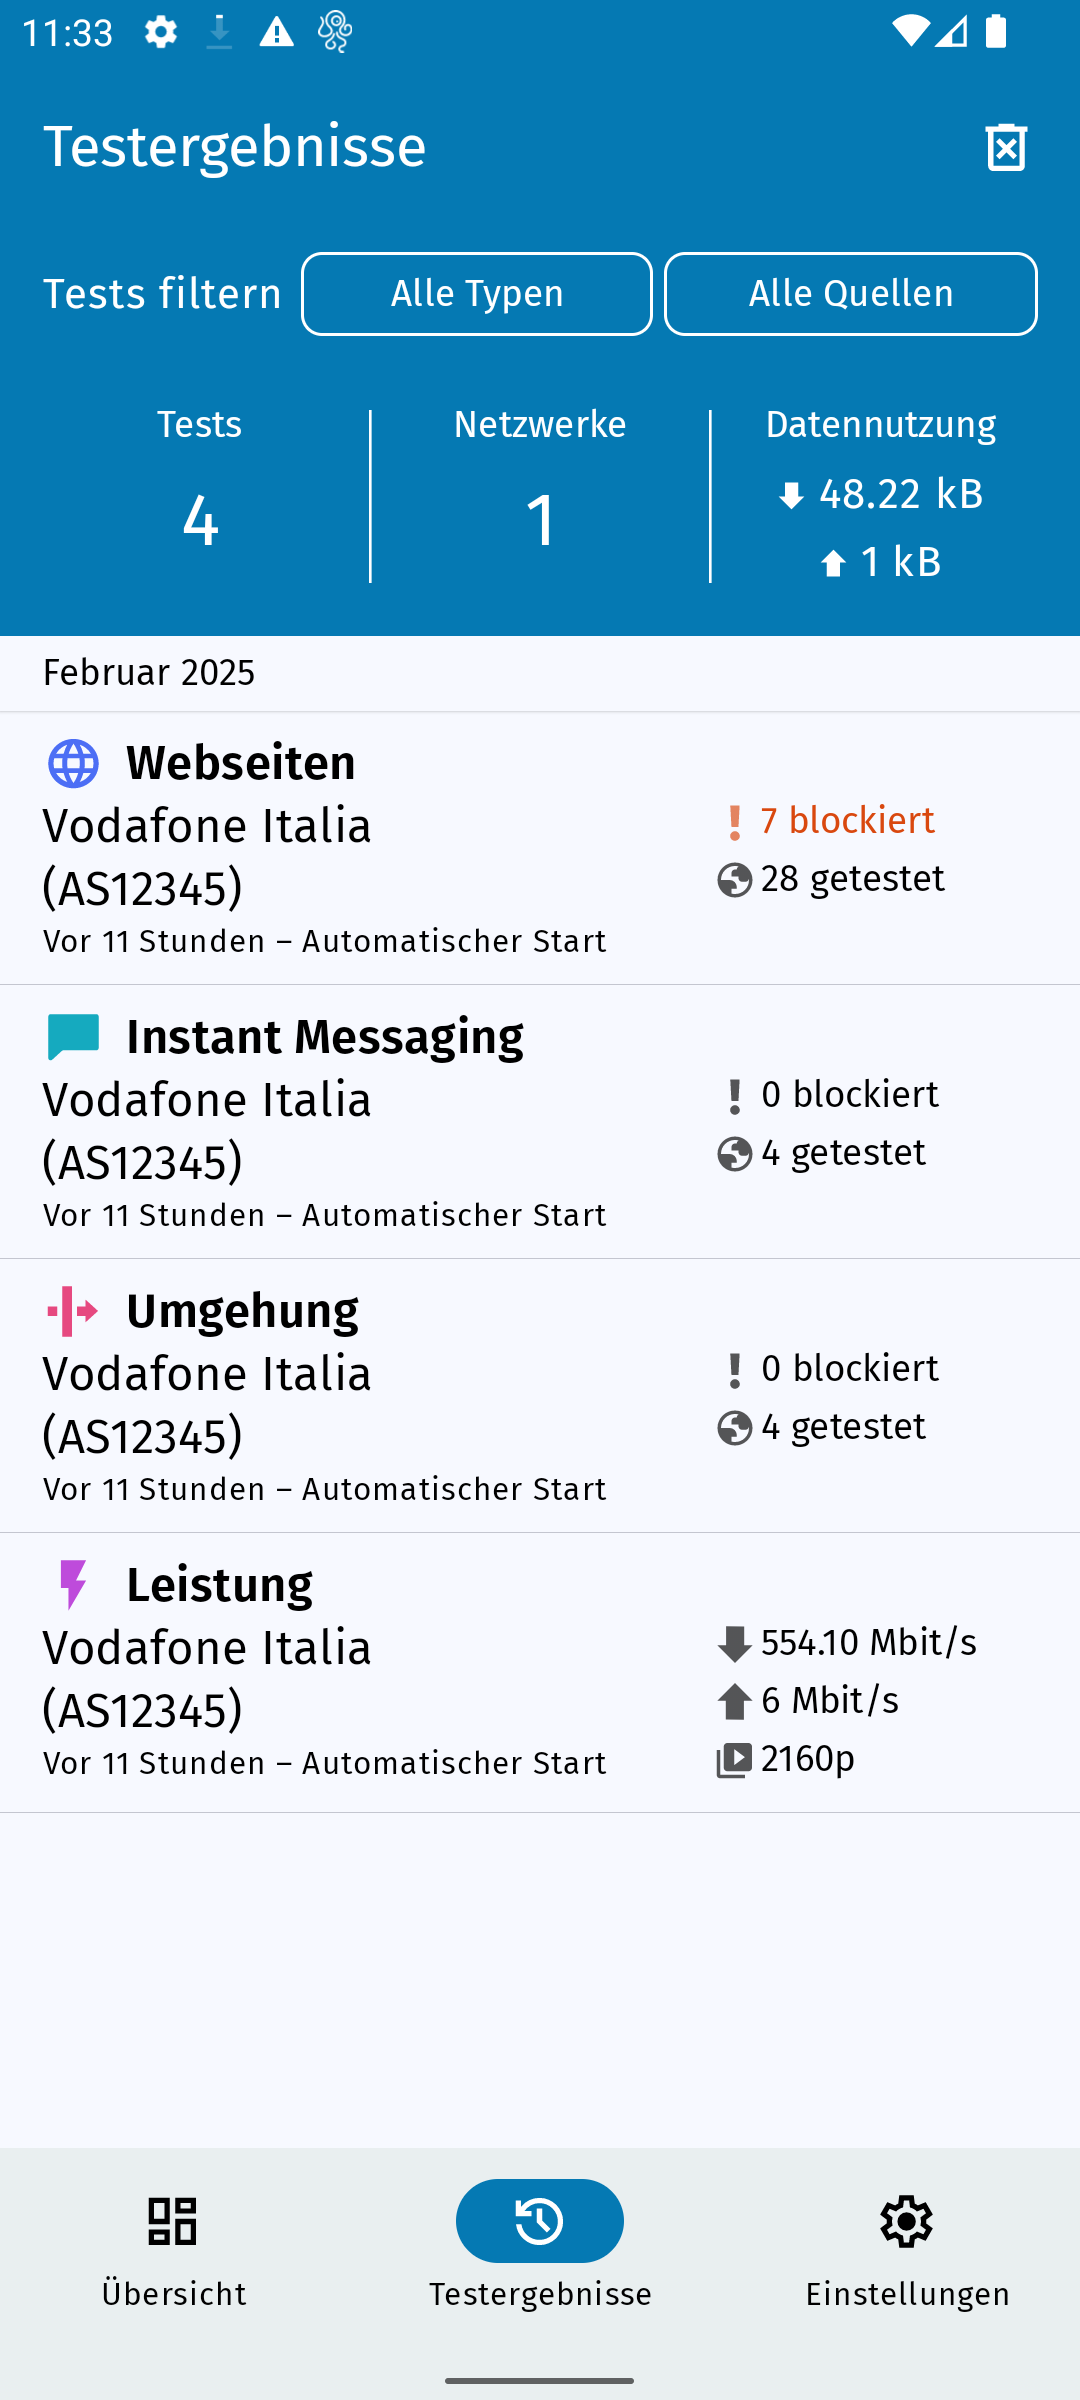 11:33
Testergebnisse
Tests filtern Alle Typen Alle Quellen
Tests Netzwerke Datennutzung
4 1 48.22 kB
1 kB
Februar 2025
Webseiten
Vodafone Italia 7 blockiert
(AS12345) 28 getestet
Vor 11 Stunden – Automatischer Start
Instant Messaging
Vodafone Italia 0 blockiert
(AS12345) 4 getestet
Vor 11 Stunden – Automatischer Start
Umgehung
Vodafone Italia 0 blockiert
(AS12345) 4 getestet
Vor 11 Stunden – Automatischer Start
Leistung
Vodafone Italia 554.10 Mbit/s
(AS12345) 6 Mbit/s
Vor 11 Stunden – Automatischer Start 2160p
Übersicht Testergebnisse Einstellungen